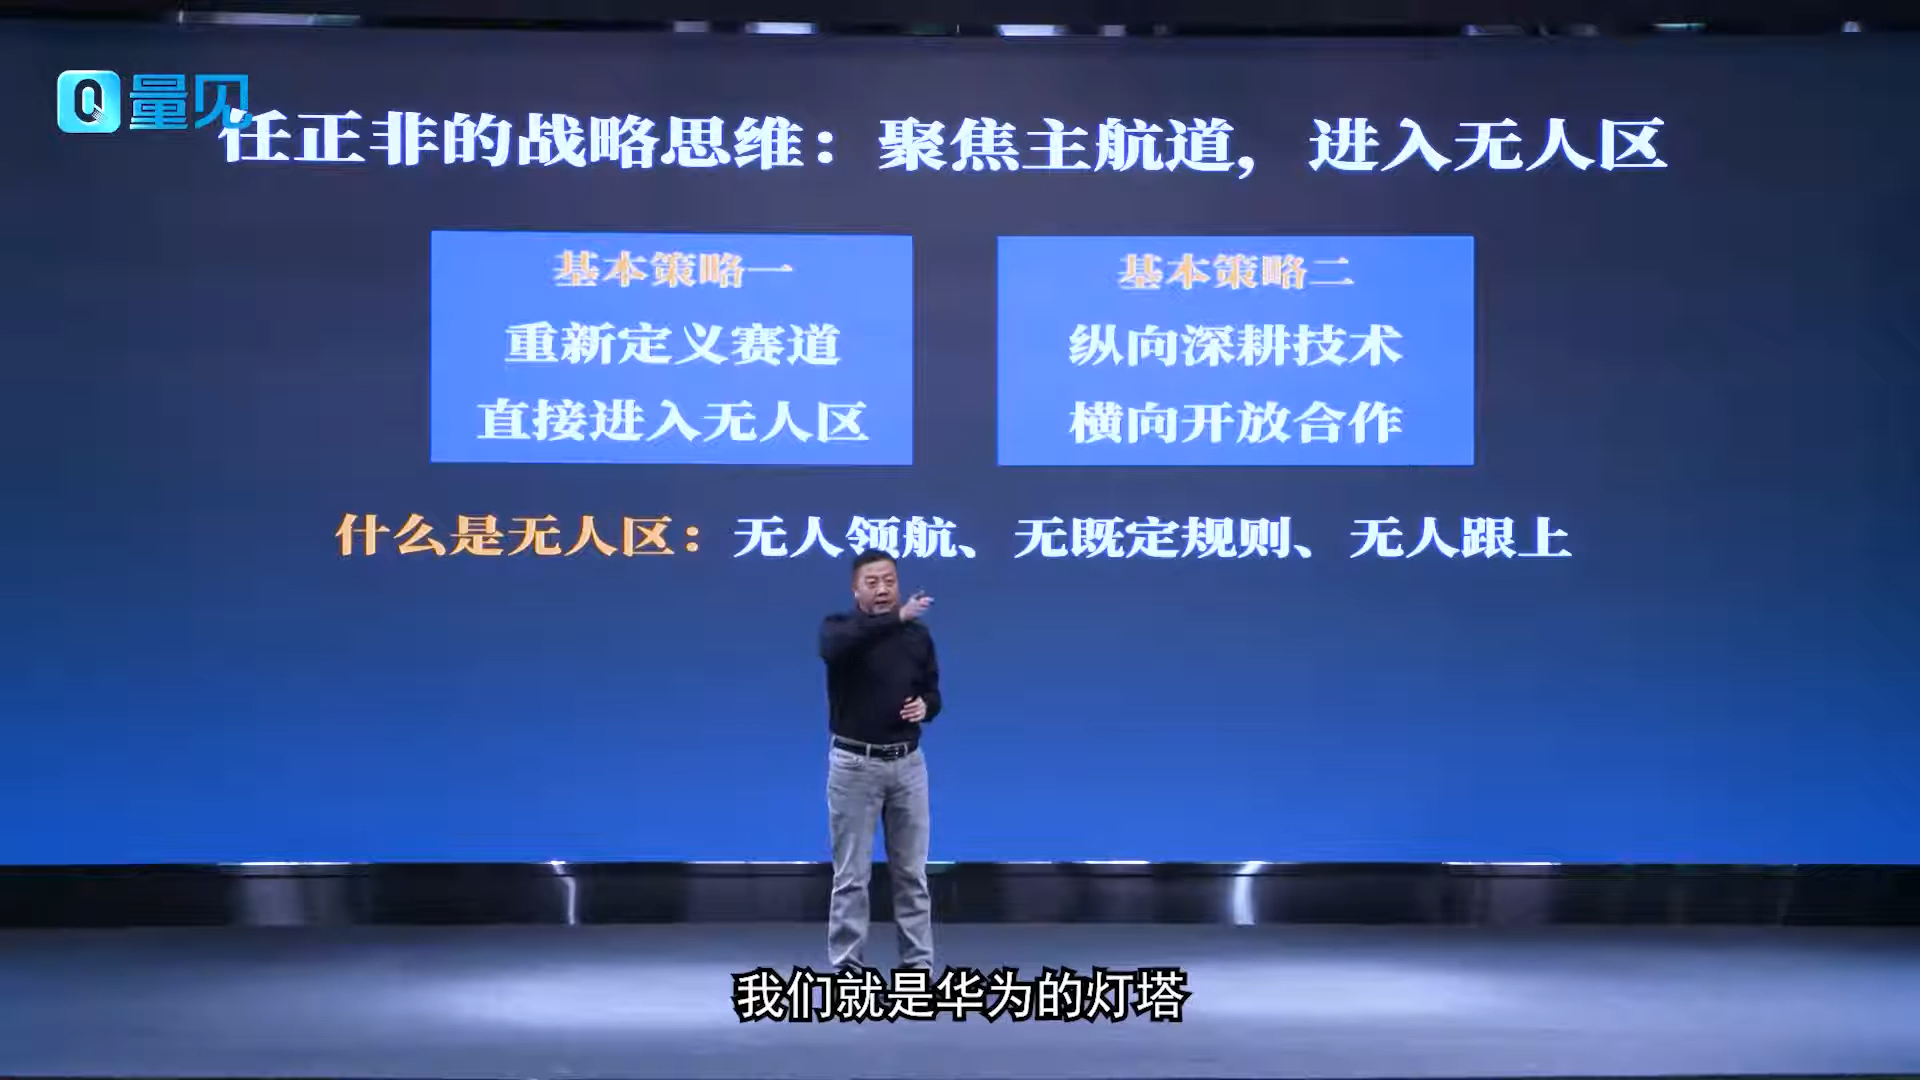 量见
任正非的战略思维：聚焦主航道，进入无人区
基本策略一
重新定义赛道
直接进入无人区
基本策略二
纵向深耕技术
横向开放合作
什么是无人区：无人领航、无既定规则、无人跟上
我们就是华为的灯塔